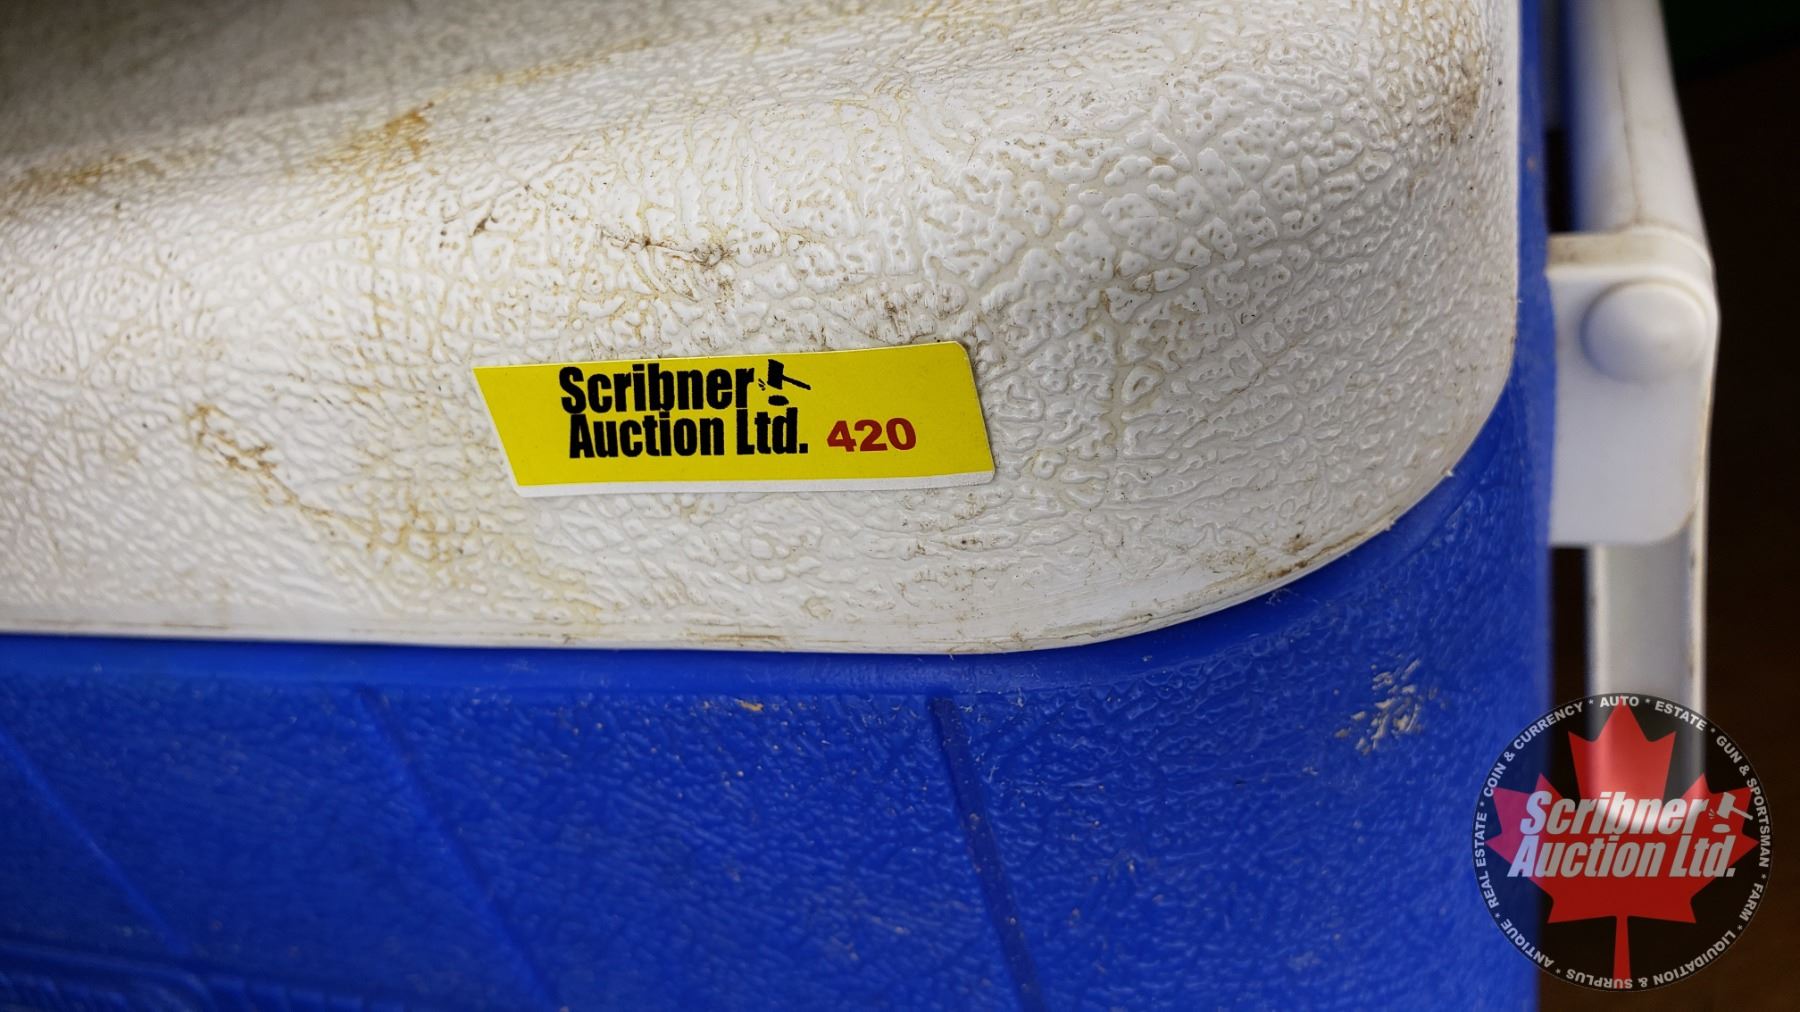 Scribner
Auction Ltd. 420
COIN & CURRENCY * AUTO * ESTATE * GUN & SPORTSMAN * FARM * LIQUIDATION & SURPLUS * ANTIQUE * REAL ESTATE *
Scribner
Auction Ltd.